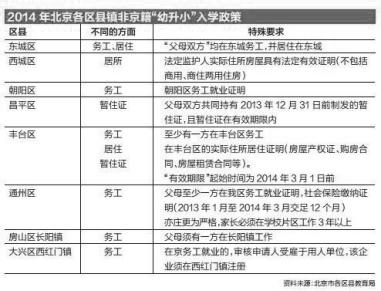 2014 年北京各区县镇非京籍“幼升小”入学政策
区县 不同的方面 特殊要求
东城区 务工、居住 “父母双方”均在东城务工,并居住在东城
西城区 居所 法定监护人实际住所房屋具有法定有效证明(不包括
商用、商住两用住房)
朝阳区 务工 朝阳区务工就业证明
昌平区 暂住证 父母双方共同持有 2013 年 12 月 31 日前制发的暂
住证,且暂住证在有效期限内
丰台区 务工 至少有一方在丰台区务工
居住 在丰台区的实际住所居住证明(房屋产权证、购房合
暂住证 同、房屋租赁合同等)。
“有效期限”起始时间为 2014 年 3 月 1 日前
通州区 务工 父母至少一方在我区务工就业证明,社会保险缴纳证
明(2013 年 1 月至 2014 年 3 月交足 12 个月)
亦庄更为严格,家长必须在学校片区工作 3 年以上
房山区长阳镇 务工 父母须有一方在长阳镇工作
大兴区西红门镇 务工 在京务工就业的,审核申请人受雇于用人单位,该企
业须在西红门镇注册
资料来源:北京市各区县教育局